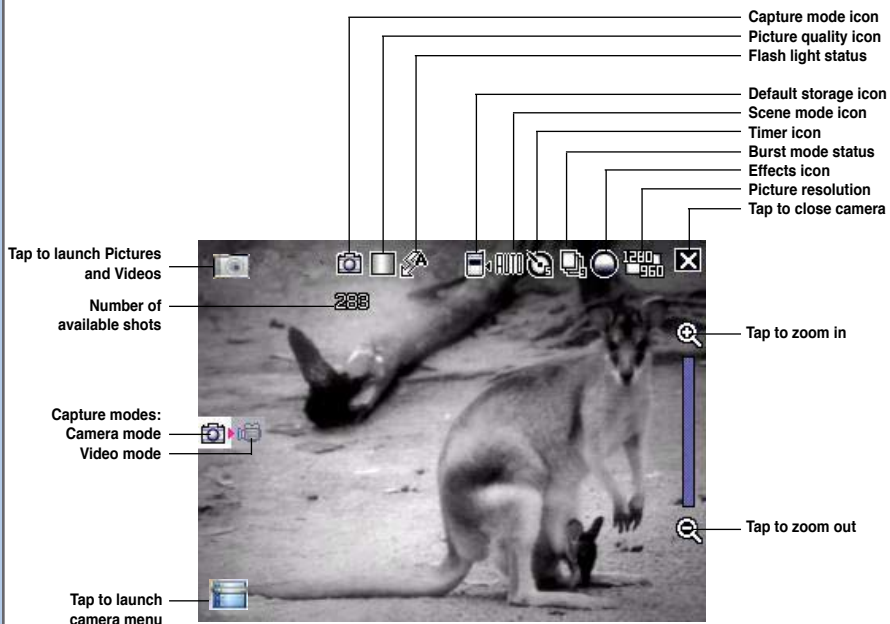 Capture mode icon
Picture quality icon
Flash light status
Default storage icon
Scene mode icon
Timer icon
Burst mode status
Effects icon
Picture resolution
Tap to close camera
Tap to launch Pictures
and Videos
A
AUTO
5
9
1280
960
Number of
available shots
283
Tap to zoom in
Capture modes:
Camera mode
Video mode
Tap to zoom out
Tap to launch
camera menu